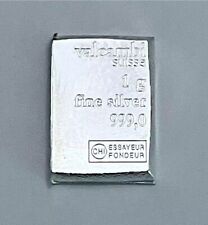 valcambi
SUISSE
1 g
fine silver
999,0
CHI ESSAYEUR
FONDEUR